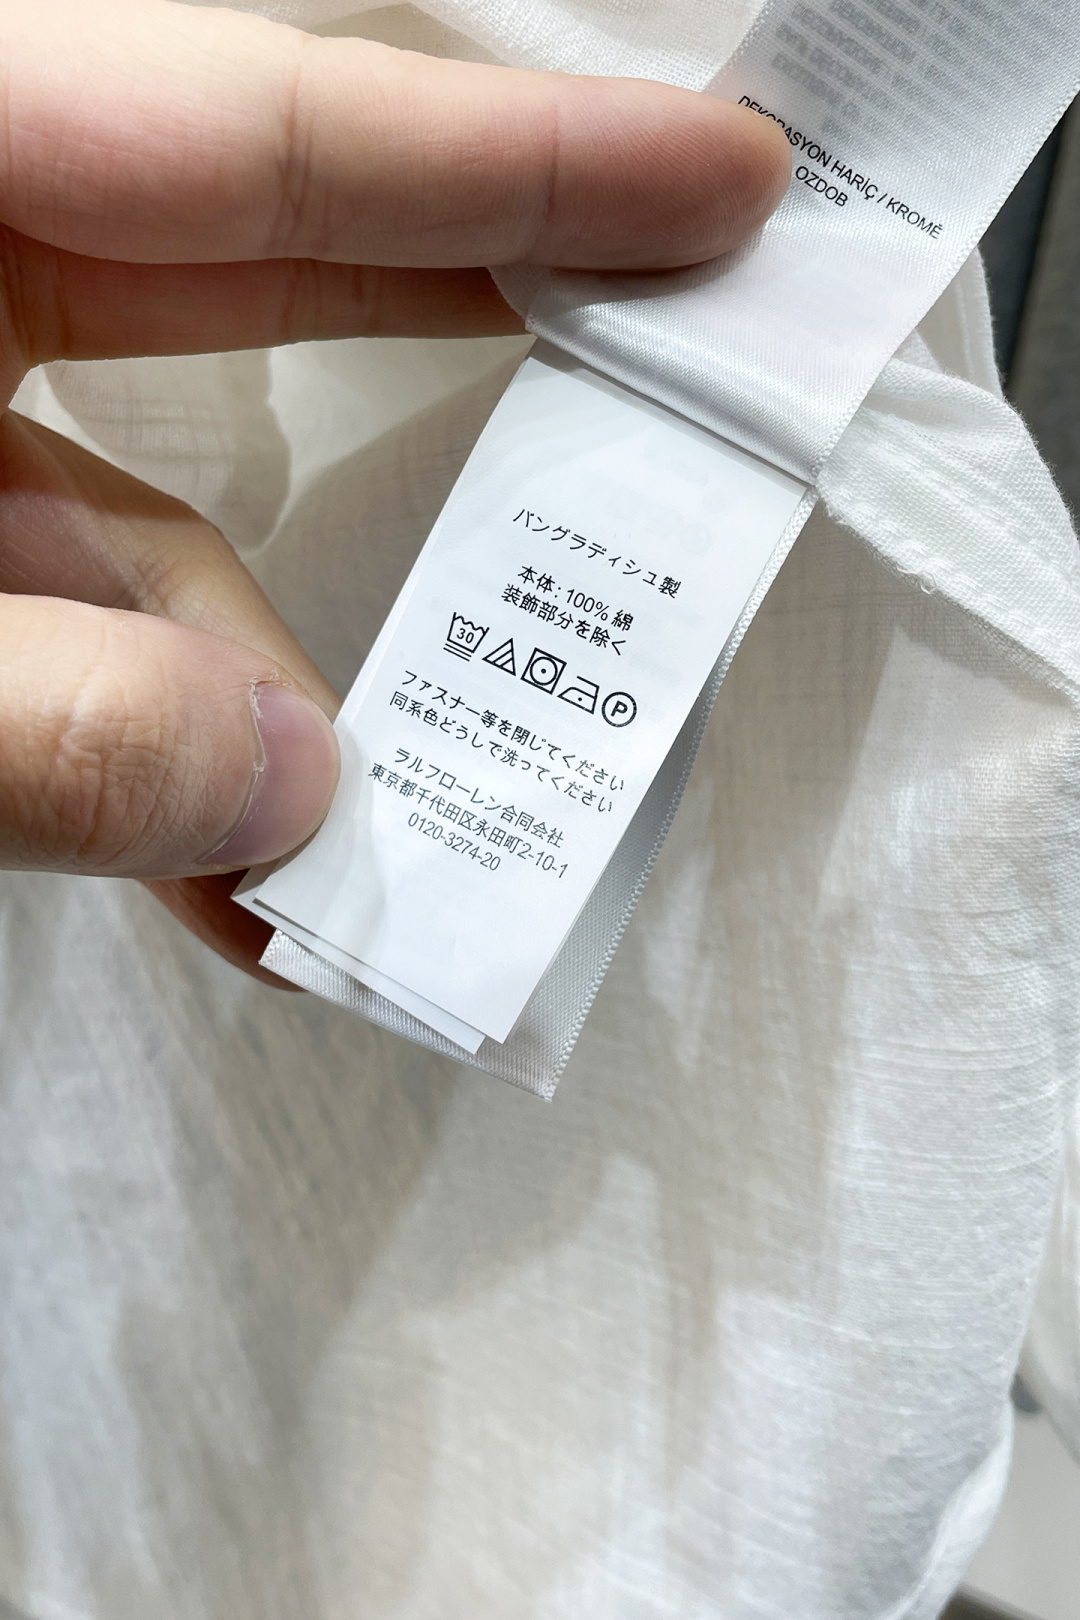 DEKORASYON HARİÇ / KROMĚ
OZDOB
バングラディシュ製
本体: 100% 綿
装飾部分を除く
30
P
ファスナー等を閉じてください
同系色どうしで洗ってください
ラルフローレン合同会社
東京都千代田区永田町2-10-1
0120-3274-20